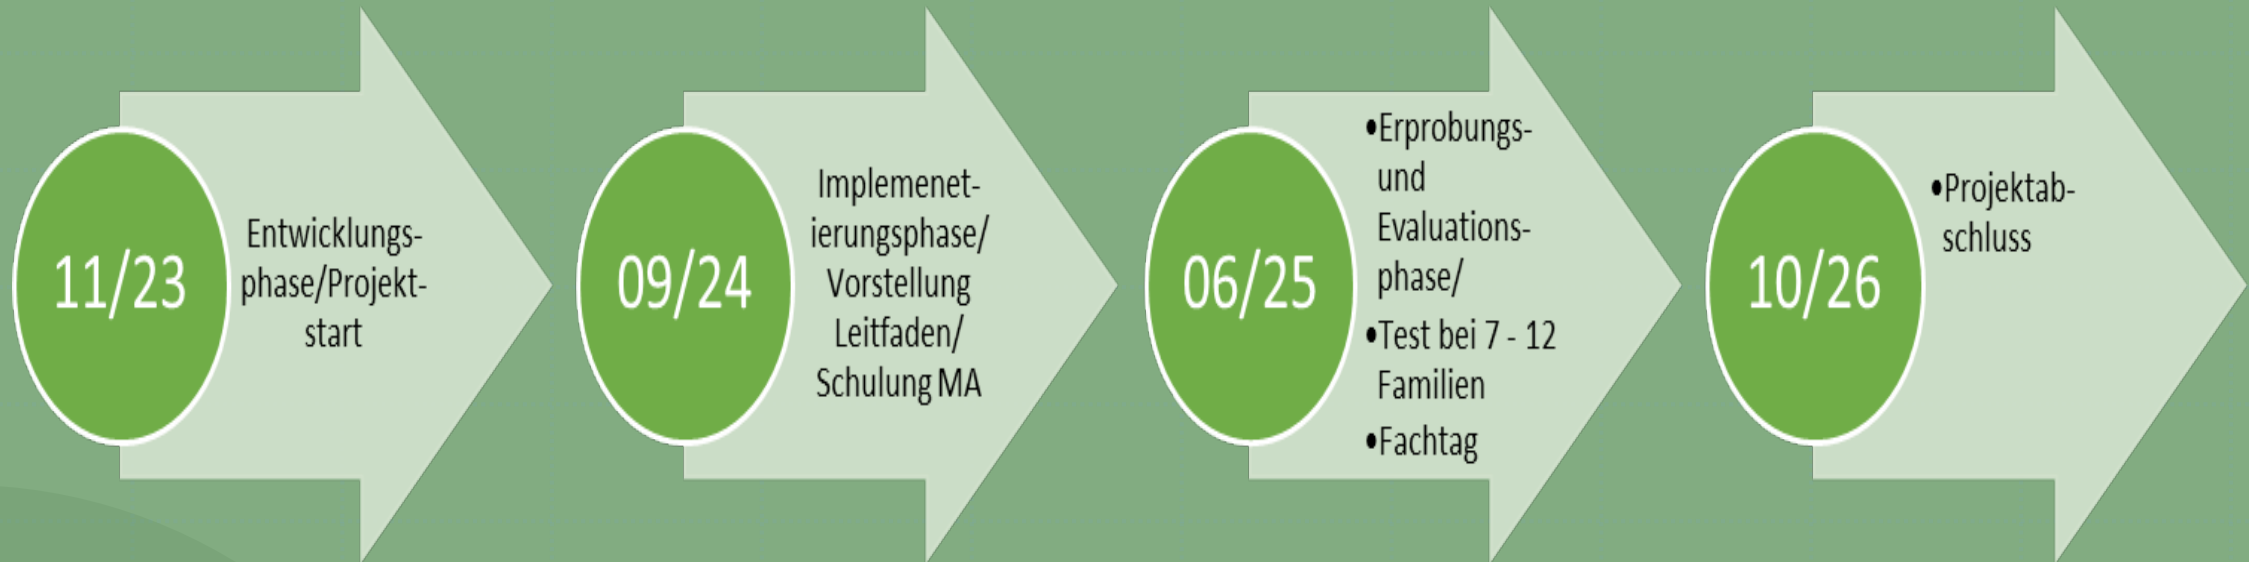 11/23
Entwicklungs-
phase/Projekt-
start
09/24
Implemenet-
ierungsphase/
Vorstellung
Leitfaden/
Schulung MA
06/25
•Erprobungs-
und
Evaluations-
phase/
•Test bei 7 - 12
Familien
•Fachtag
10/26
•Projektab-
schluss